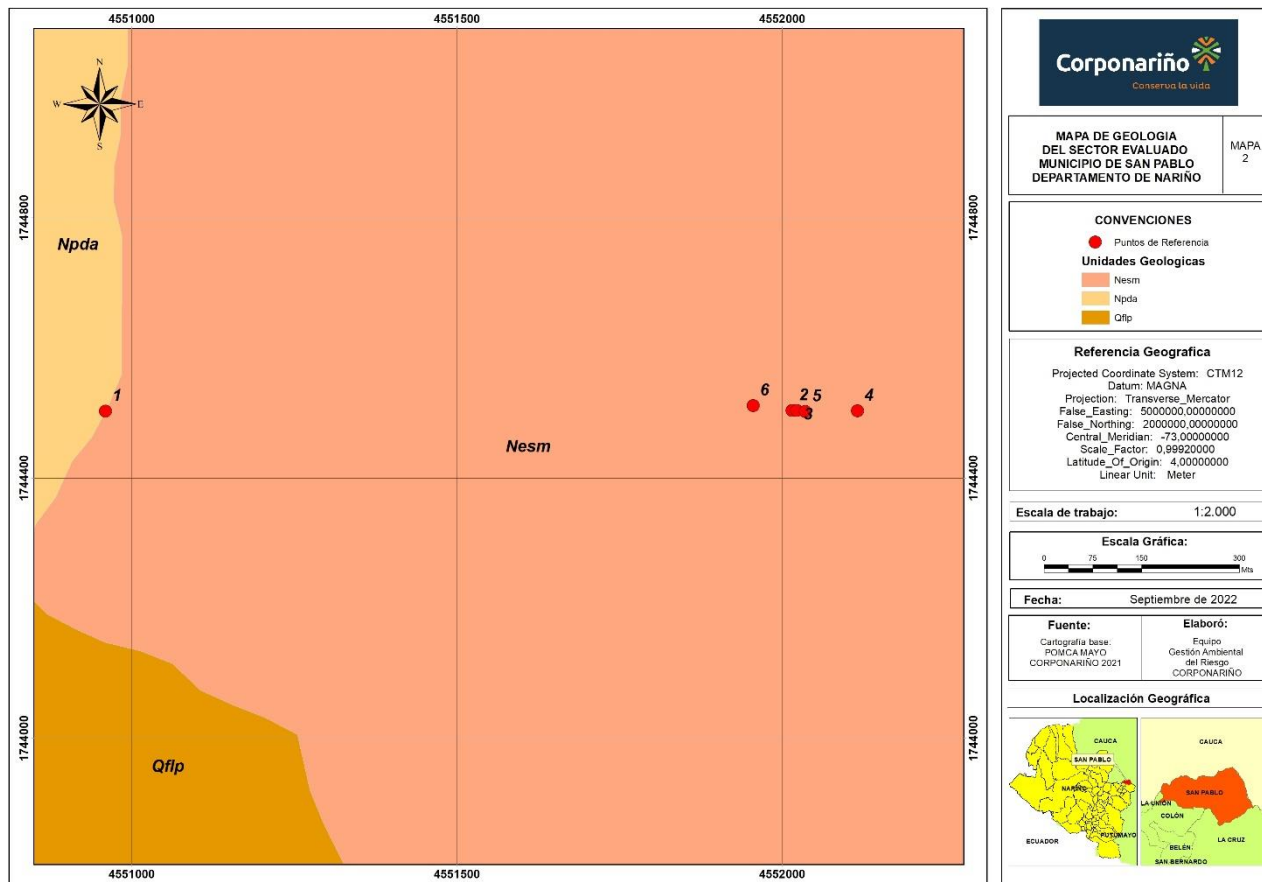 4551000
4551500
4552000
1744800
1744400
1744000
N
W
E
S
Npda
1
6
2
5
3
4
Nesm
Qflp
4551000
4551500
4552000
1744800
1744400
1744000
Corponariño
Conserva la vida
MAPA DE GEOLOGIA
DEL SECTOR EVALUADO
MUNICIPIO DE SAN PABLO
DEPARTAMENTO DE NARIÑO
MAPA
2
CONVENCIONES
Puntos de Referencia
Unidades Geologicas
Nesm
Npda
Qflp
Referencia Geografica
Projected Coordinate System: CTM12
Datum: MAGNA
Projection: Transverse_Mercator
False_Easting: 5000000,00000000
False_Northing: 2000000,00000000
Central_Meridian: -73,00000000
Scale_Factor: 0,99920000
Latitude_Of_Origin: 4,00000000
Linear Unit: Meter
Escala de trabajo: 1:2.000
Escala Gráfica:
0 75 150 300
Mts
Fecha: Septiembre de 2022
Fuente:
Cartografía base:
POMCA MAYO
CORPONARIÑO 2021
Elaboró:
Equipo
Gestión Ambiental
del Riesgo
CORPONARIÑO
Localización Geográfica
CAUCA
SAN PABLO
NARIÑO
PUTUMAYO
ECUADOR
CAUCA
SAN PABLO
LA UNIÓN
COLÓN
LA CRUZ
BELÉN
SAN BERNARDO